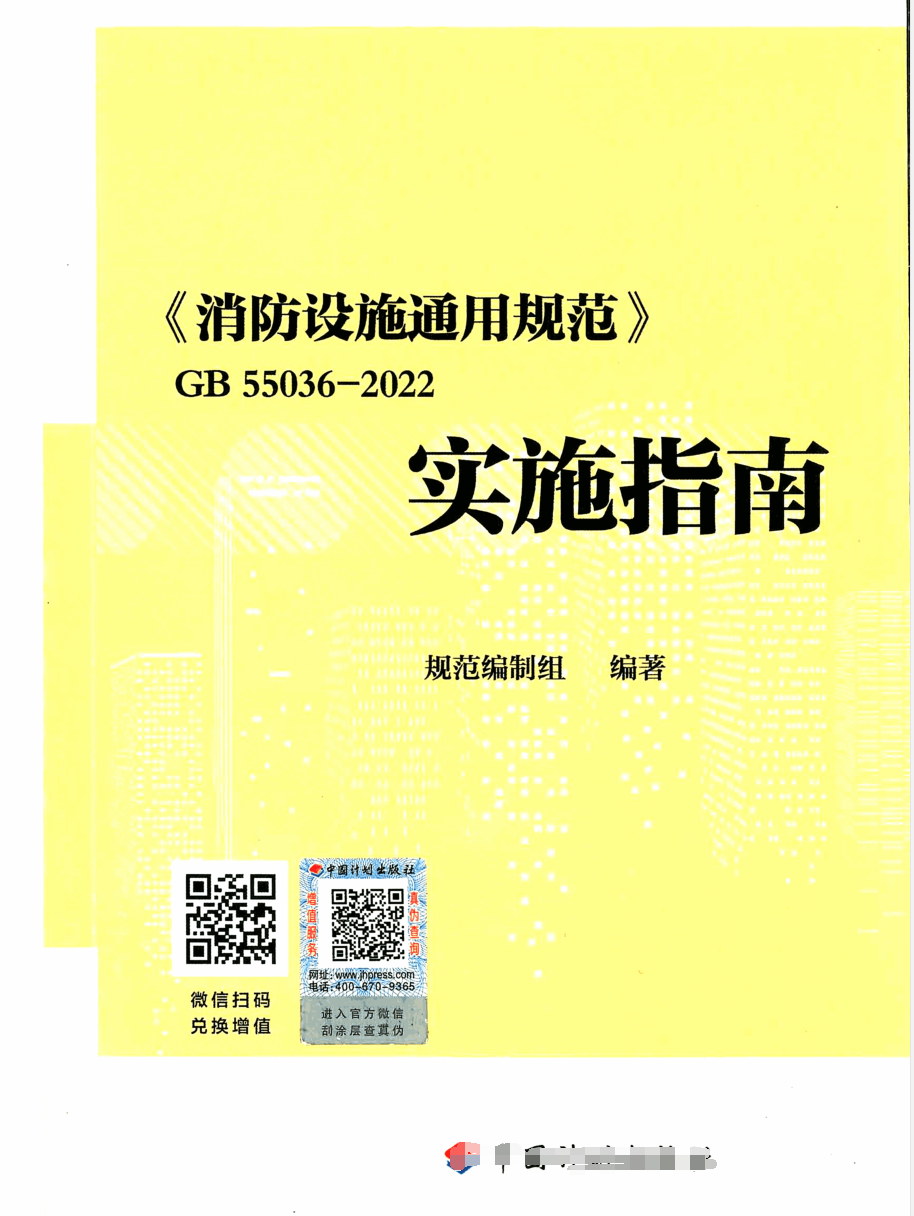 《消防设施通用规范》
GB 55036-2022
实施指南
规范编制组 编著
中国计划出版社
增值服务
真伪查询
网址:www.jhpress.com
电话:400-670-9365
微信扫码
兑换增值
进入官方微信
刮涂层查真伪